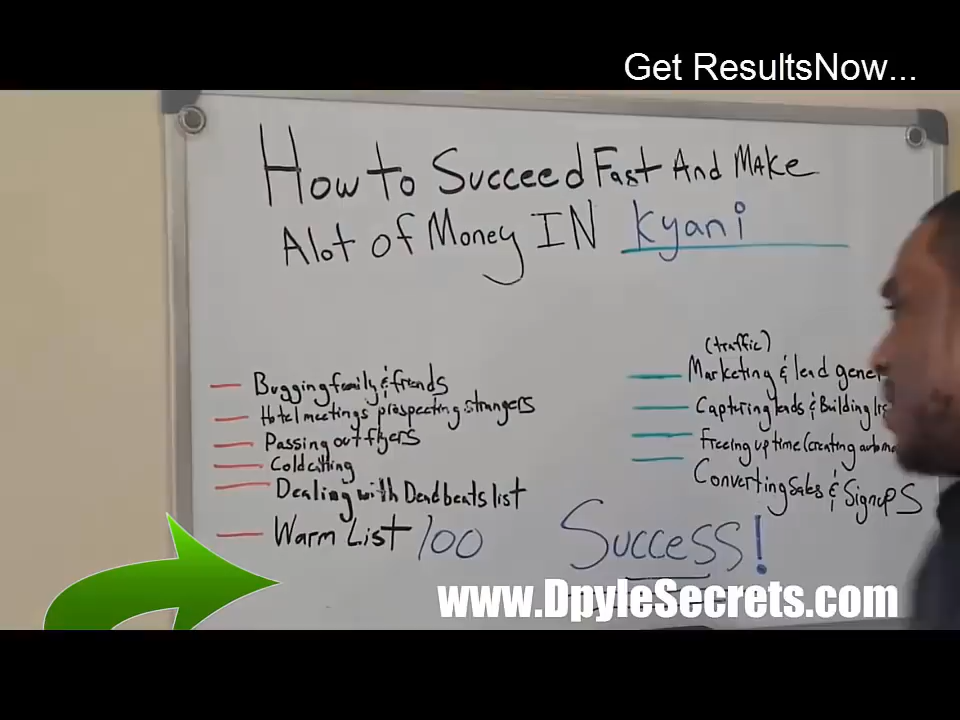 Get ResultsNow...
How to Succeed Fast And Make
Alot of Money IN Kyani
Bugging family & friends
Hotel meetings prospecting strangers
Passing out flyers
Cold calling
Dealing with Deadbeats list
Warm List 100
(traffic)
Marketing & lead gener
Capturing leads & Building lis
Freeing up time (creating automa
Converting Sales & Signups
Success!
www.DpyleSecrets.com